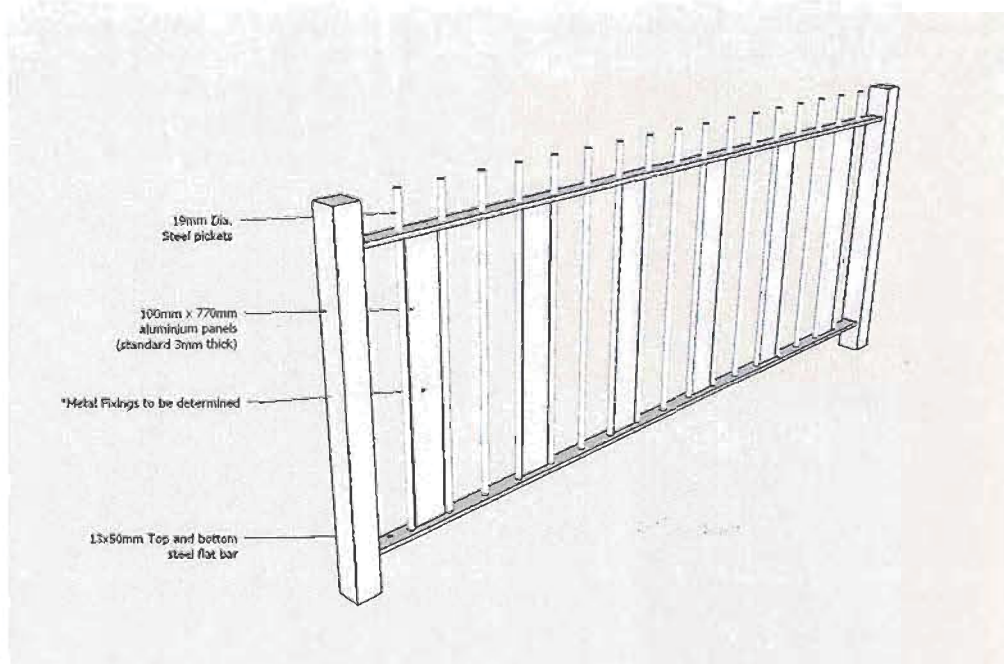 19mm Dia.
Steel pickets
100mm x 770mm
aluminium panels
(standard 3mm thick)
*Metal Fixings to be determined
13x50mm Top and bottom
steel flat bar